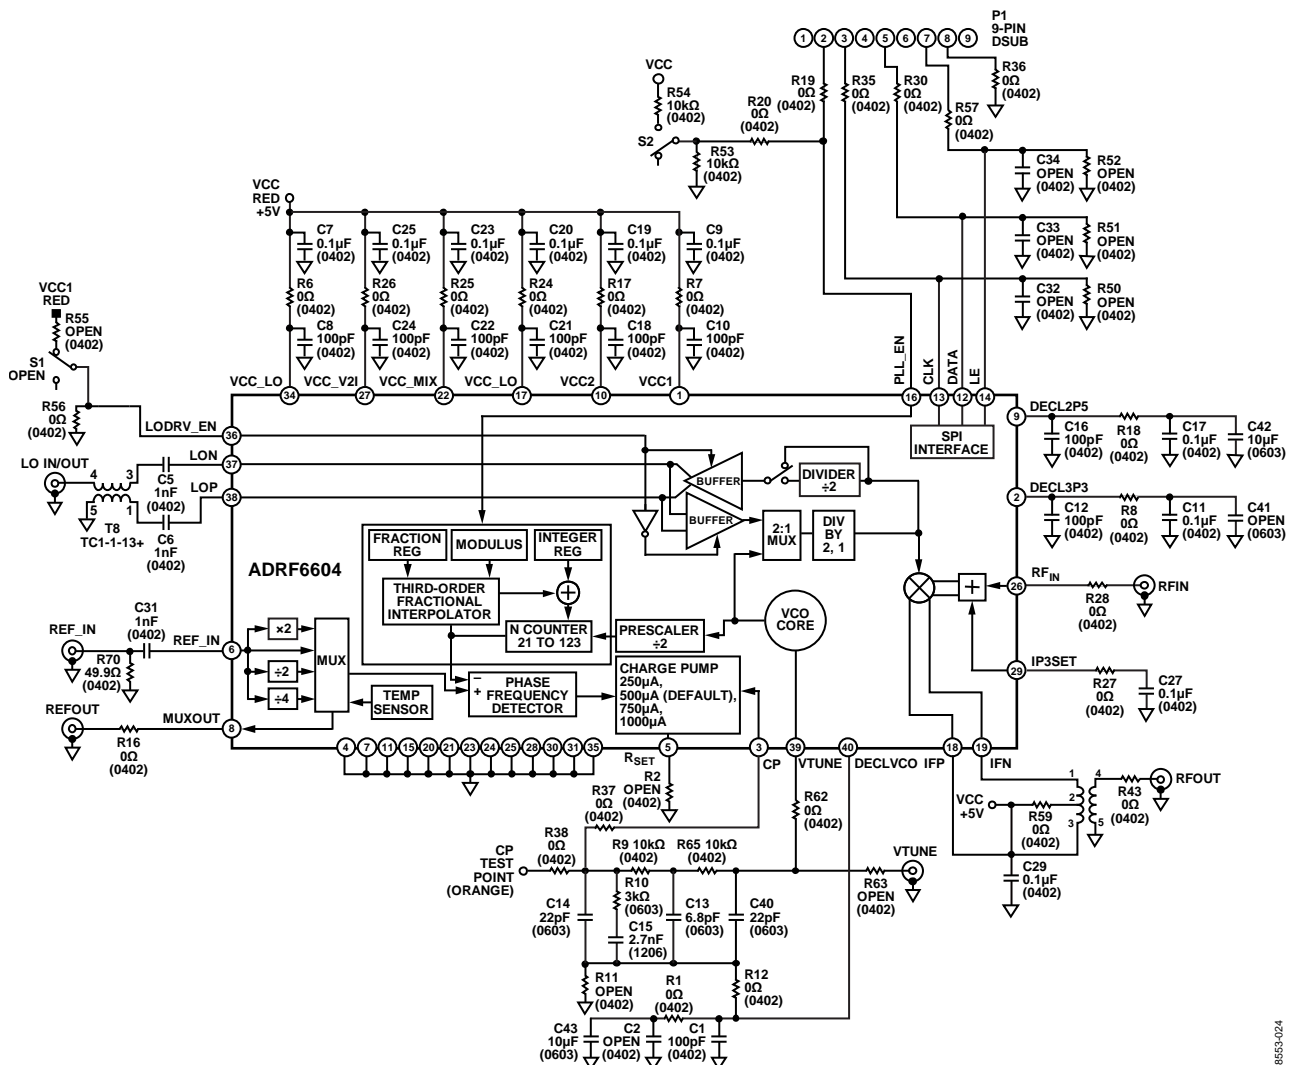 P1
9-PIN
DSUB
1 2 3 4 5 6 7 8 9
R36
0Ω
(0402)
R19
0Ω
(0402)
R35
0Ω
(0402)
R30
0Ω
(0402)
R57
0Ω
(0402)
VCC
R54
10kΩ
(0402)
R20
0Ω
(0402)
S2
R53
10kΩ
(0402)
C34
OPEN
(0402)
R52
OPEN
(0402)
C33
OPEN
(0402)
R51
OPEN
(0402)
C32
OPEN
(0402)
R50
OPEN
(0402)
VCC
RED
+5V
C7
0.1µF
(0402)
C25
0.1µF
(0402)
C23
0.1µF
(0402)
C20
0.1µF
(0402)
C19
0.1µF
(0402)
C9
0.1µF
(0402)
R6
0Ω
(0402)
R26
0Ω
(0402)
R25
0Ω
(0402)
R24
0Ω
(0402)
R17
0Ω
(0402)
R7
0Ω
(0402)
C8
100pF
(0402)
C24
100pF
(0402)
C22
100pF
(0402)
C21
100pF
(0402)
C18
100pF
(0402)
C10
100pF
(0402)
VCC1
RED
R55
OPEN
(0402)
S1
OPEN
R56
0Ω
(0402)
VCC_LO
34
VCC_V2I
27
VCC_MIX
22
VCC_LO
17
VCC2
10
VCC1
1
PLL_EN
16
CLK
13
DATA
12
LE
14
SPI
INTERFACE
LODRV_EN
36
LON
37
LOP
38
LO IN/OUT
4
3
5
1
C5
1nF
(0402)
T8
TC1-1-13+
C6
1nF
(0402)
9
DECL2P5
C16
100pF
(0402)
R18
0Ω
(0402)
C17
0.1µF
(0402)
C42
10µF
(0603)
2
DECL3P3
C12
100pF
(0402)
R8
0Ω
(0402)
C11
0.1µF
(0402)
C41
OPEN
(0603)
BUFFER
BUFFER
DIVIDER
÷2
2:1
MUX
DIV
BY
2, 1
ADRF6604
FRACTION
REG
MODULUS
INTEGER
REG
THIRD-ORDER
FRACTIONAL
INTERPOLATOR
+
N COUNTER
21 TO 123
PRESCALER
÷2
VCO
CORE
+
26
RFIN
R28
0Ω
(0402)
RFIN
29
IP3SET
R27
0Ω
(0402)
C27
0.1µF
(0402)
REF_IN
C31
1nF
(0402)
R70
49.9Ω
(0402)
REF_IN
6
×2
÷2
÷4
MUX
TEMP
SENSOR
−
+
PHASE
FREQUENCY
DETECTOR
CHARGE PUMP
250µA,
500µA (DEFAULT),
750µA,
1000µA
REFOUT
R16
0Ω
(0402)
MUXOUT
8
4 7 11 15 20 21 23 24 25 28 30 31 35
RSET
5
3
CP
39
VTUNE
40
DECLVCO
IFP
18
19
IFN
R2
OPEN
(0402)
R37
0Ω
(0402)
R62
0Ω
(0402)
1
2
3
4
5
VCC
+5V
R59
0Ω
(0402)
R43
0Ω
(0402)
RFOUT
C29
0.1µF
(0402)
CP
TEST
POINT
(ORANGE)
R38
0Ω
(0402)
R9 10kΩ
(0402)
R65 10kΩ
(0402)
VTUNE
R63
OPEN
(0402)
C14
22pF
(0603)
R10
3kΩ
(0603)
C15
2.7nF
(1206)
C13
6.8pF
(0603)
C40
22pF
(0603)
R11
OPEN
(0402)
R1
0Ω
(0402)
R12
0Ω
(0402)
C43
10µF
(0603)
C2
OPEN
(0402)
C1
100pF
(0402)
8553-024